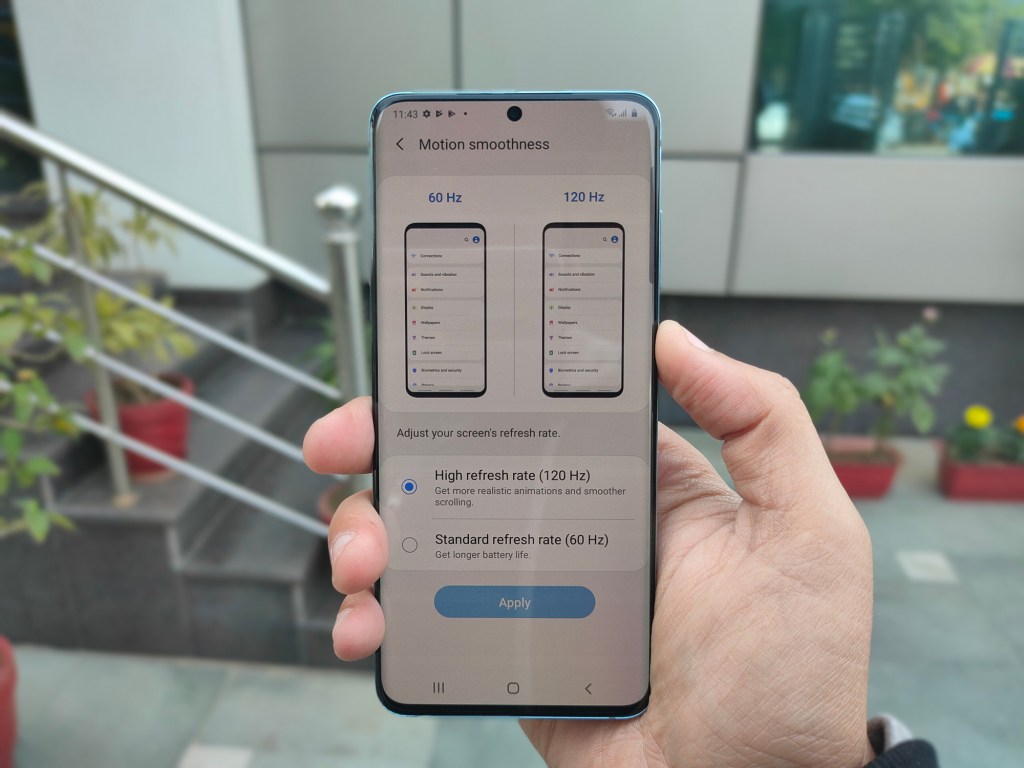 11:43
Motion smoothness
60 Hz
120 Hz
Connections
Sounds and vibration
Notifications
Display
Wallpapers
Themes
Lock screen
Biometrics and security
Connections
Sounds and vibration
Notifications
Display
Wallpapers
Themes
Lock screen
Biometrics and security
Adjust your screen's refresh rate.
High refresh rate (120 Hz)
Get more realistic animations and smoother
scrolling.
Standard refresh rate (60 Hz)
Get longer battery life.
Apply